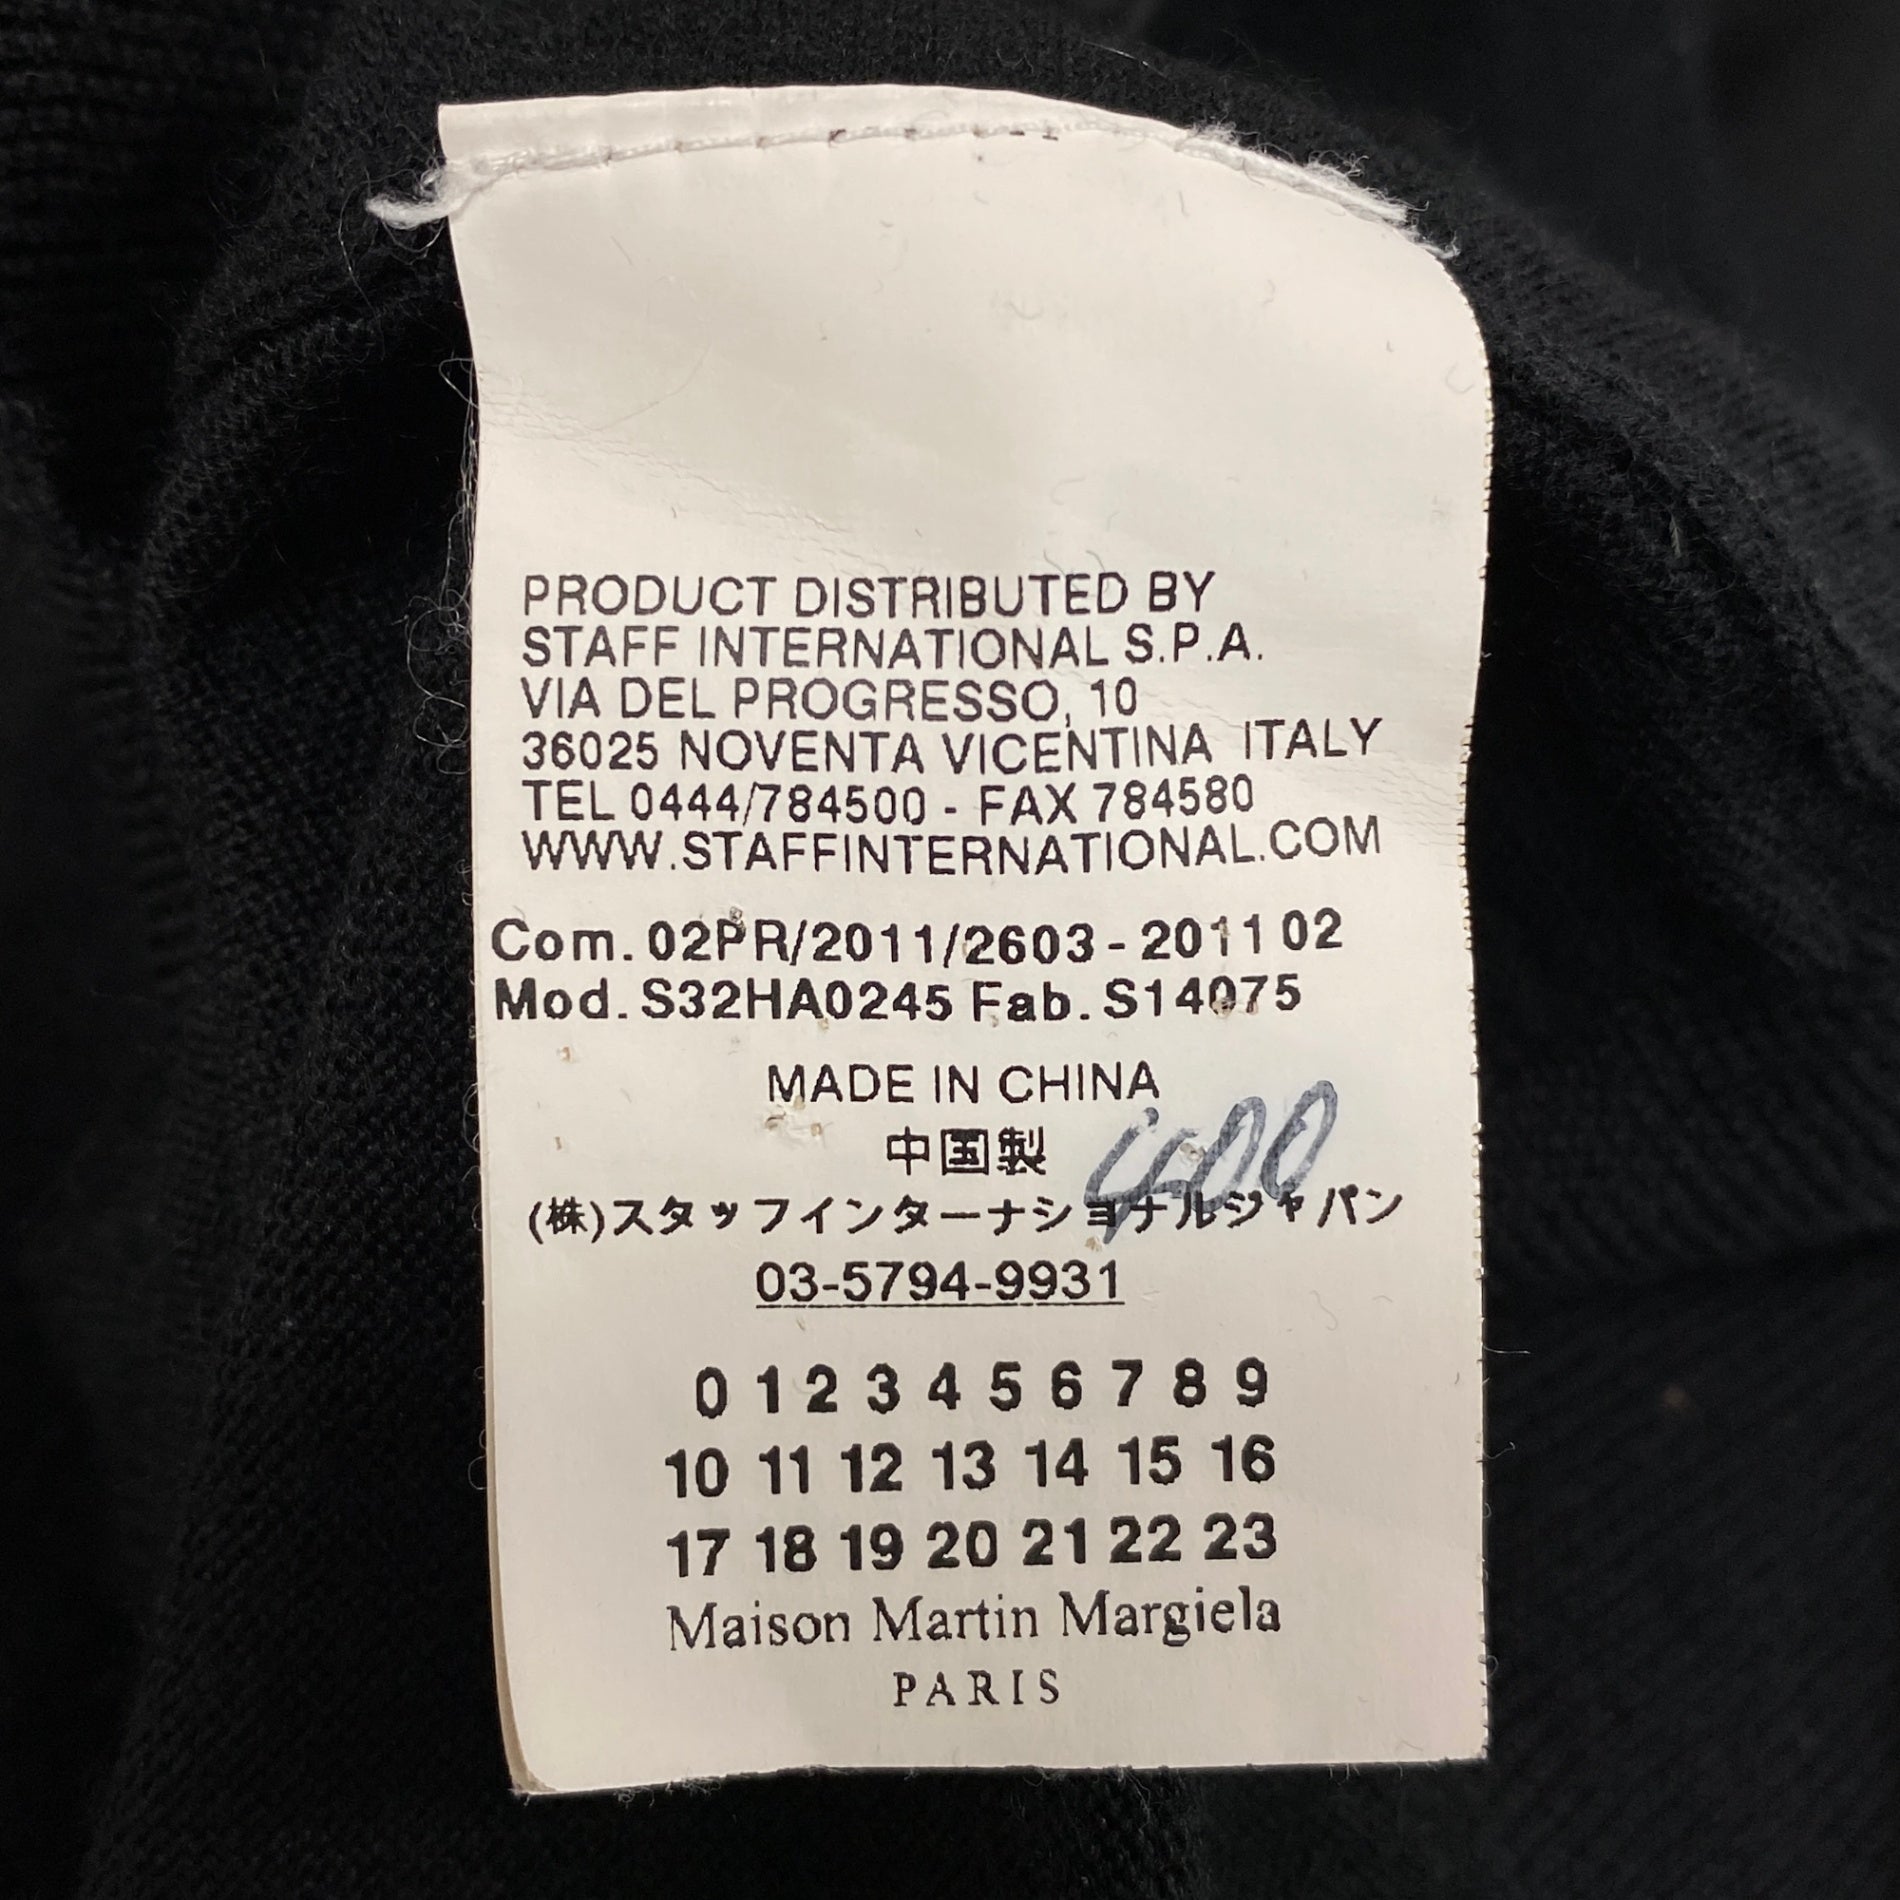 PRODUCT DISTRIBUTED BY
STAFF INTERNATIONAL S.P.A.
VIA DEL PROGRESSO, 10
36025 NOVENTA VICENTINA ITALY
TEL 0444/784500 - FAX 784580
WWW.STAFFINTERNATIONAL.COM
Com. 02PR/2011/2603-2011 02
Mod. S32HA0245 Fab. S14075
MADE IN CHINA
中国製
400
(株)スタッフインターナショナルジャパン
03-5794-9931
0 1 2 3 4 5 6 7 8 9
10 11 12 13 14 15 16
17 18 19 20 21 22 23
Maison Martin Margiela
PARIS